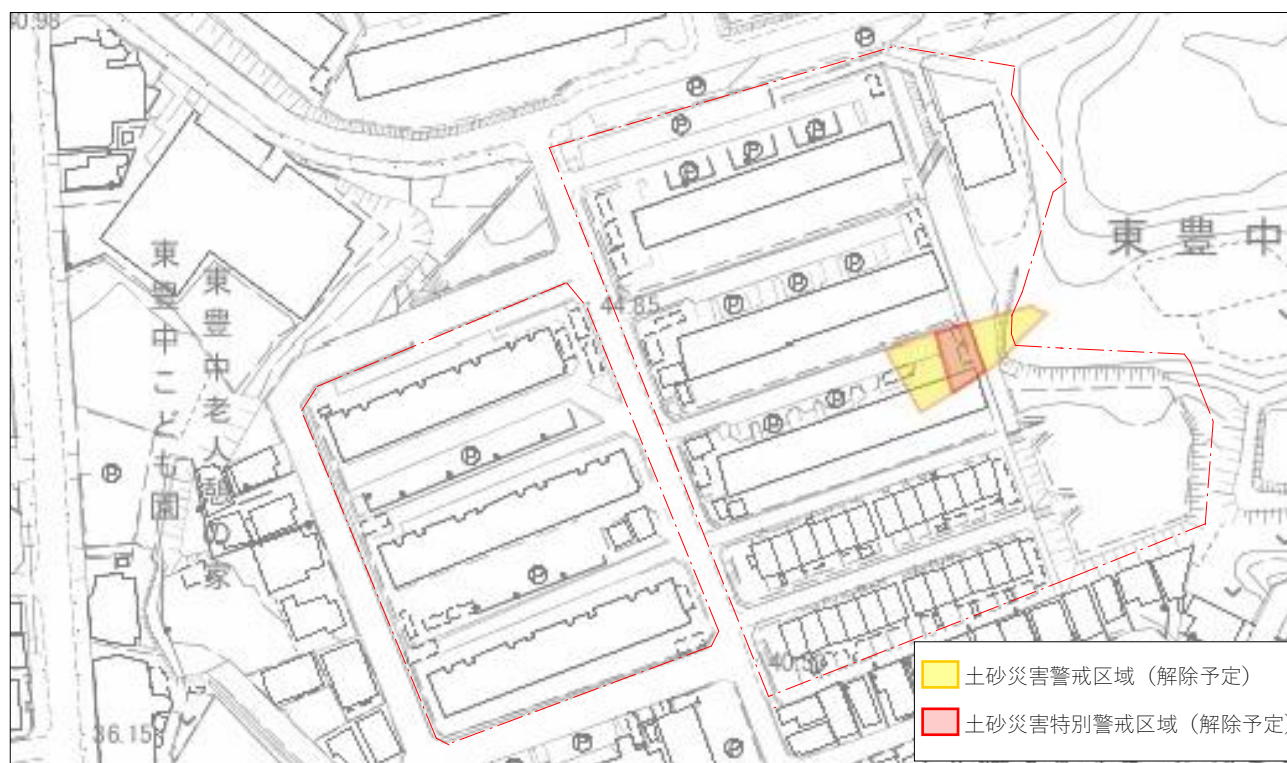 40.98
東豊中
44.85
東豊中こども園
東豊中老人憩の家
36.15
土砂災害警戒区域（解除予定）
土砂災害特別警戒区域（解除予定）